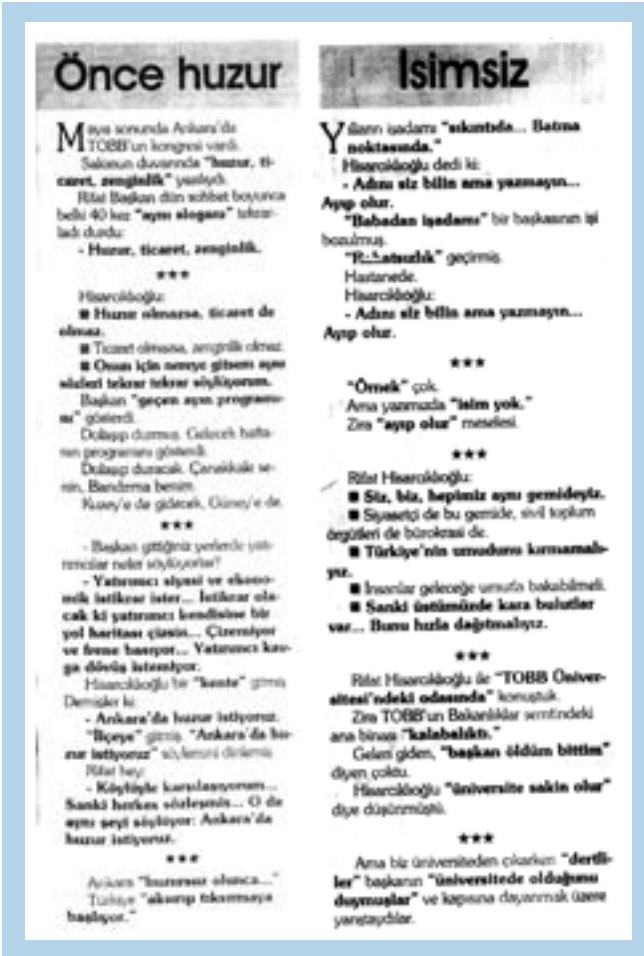 Önce huzur
Mayıs sonunda Ankara'da
TOBB'un kongresi vardı.
Salonun duvarında "huzur, ti-
caret, zenginlik" yazılıydı.
Rifat Başkan dün sohbet boyunca
belki 40 kez "aynı sloganı" tekrar-
ladı durdu:
- Huzur, ticaret, zenginlik.
***
Hisarcıklıoğlu:
■ Huzur olmazsa, ticaret de
olmaz.
■ Ticaret olmazsa, zenginlik olmaz.
■ Onun için nereye gitsem aynı
sözleri tekrar tekrar söylüyorum.
Başkan "geçen ayın programı-
nı" gösterdi.
Dolaşıp durmuş. Gelecek hafta-
nın programını gösterdi.
Dolaşıp duracak. Çanakkale se-
nin, Bandırma benim.
Kuzey'e de gidecek, Güney'e de.
***
- Başkan gittiğiniz yerlerde yatı-
rımcılar neler söylüyorlar?
- Yatırımcı siyasi ve ekono-
mik istikrar ister... İstikrar ola-
cak ki yatırımcı kendisine bir
yol haritası çizsin... Çizemiyor
ve frene basıyor... Yatırımcı kav-
ga dövüş istemiyor.
Hisarcıklıoğlu bir "kente" gitmiş.
Demişler ki:
- Ankara'da huzur istiyoruz.
"İlçeye" gitmiş. "Ankara'da hu-
zur istiyoruz" söylemini dinlemiş.
Rifat bey:
- Köylüyle karşılaşıyorum...
Sanki herkes sözleşmiş... O da
aynı şeyi söylüyor: Ankara'da
huzur istiyoruz.
***
Ankara "huzursuz olunca..."
Türkiye "aksırıp tıksırmaya
başlıyor."
İsimsiz
Yılların işadamı "sıkıntıda... Batma
noktasında."
Hisarcıklıoğlu dedi ki:
- Adını siz bilin ama yazmayın...
Ayıp olur.
"Babadan işadamı" bir başkasının işi
bozulmuş.
"Rahatsızlık" geçirmiş.
Hastanede.
Hisarcıklıoğlu:
- Adını siz bilin ama yazmayın...
Ayıp olur.
***
"Örnek" çok.
Ama yazımızda "isim yok."
Zira "ayıp olur" meselesi.
***
Rifat Hisarcıklıoğlu:
■ Siz, biz, hepimiz aynı gemideyiz.
■ Siyasetçi de bu gemide, sivil toplum
örgütleri de bürokrasi de.
■ Türkiye'nin umudunu kırmamalı-
yız.
■ İnsanlar geleceğe umutla bakabilmeli.
■ Sanki üstümüzde kara bulutlar
var... Bunu hızla dağıtmalıyız.
***
Rifat Hisarcıklıoğlu ile "TOBB Üniver-
sitesi'ndeki odasında" konuştuk.
Zira TOBB'un Bakanlıklar semtindeki
ana binası "kalabalıktı."
Gelen giden, "başkan öldüm bittim"
diyen çoktu.
Hisarcıklıoğlu "üniversite sakin olur"
diye düşünmüştü.
***
Ama biz üniversiteden çıkarken "dertli-
ler" başkanın "üniversitede olduğunu
duymuşlar" ve kapısına dayanmak üzere
yarıştaydılar.